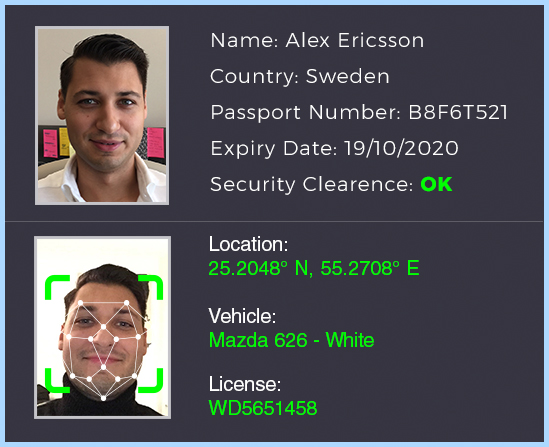 Name: Alex Ericsson
Country: Sweden
Passport Number: B8F6T521
Expiry Date: 19/10/2020
Security Clearence: OK
Location:
25.2048° N, 55.2708° E
Vehicle:
Mazda 626 - White
License:
WD5651458